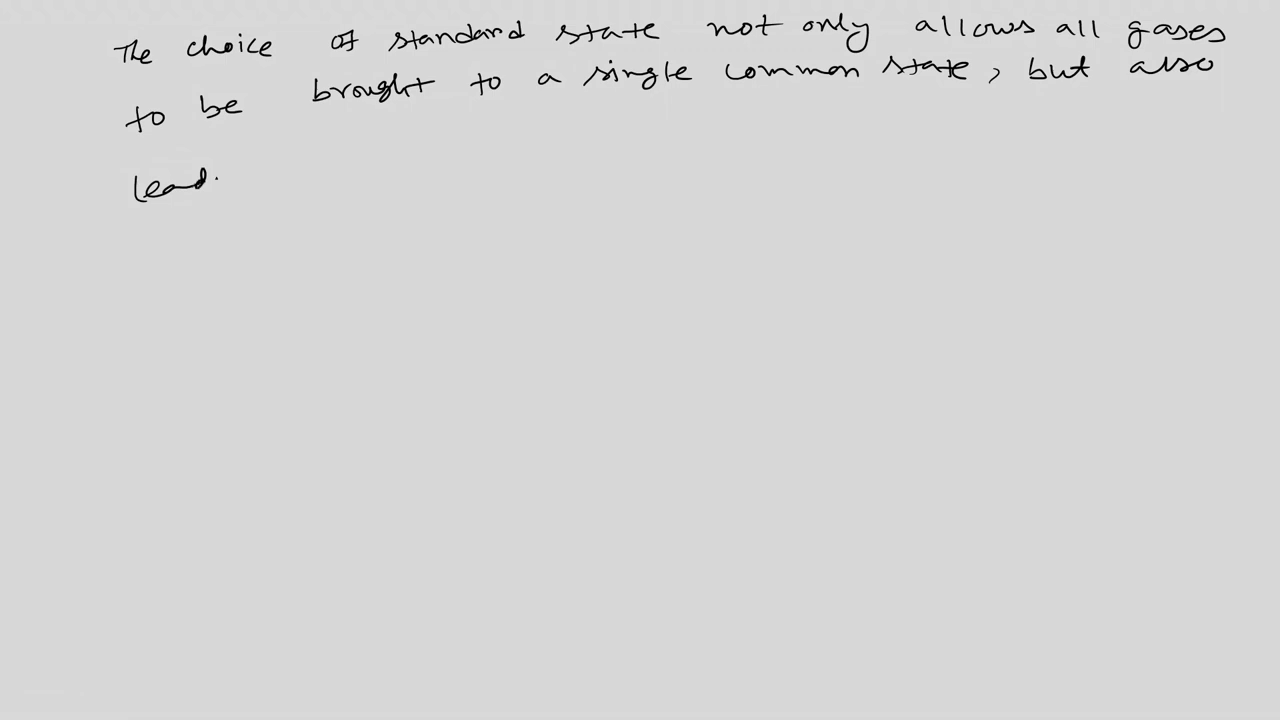 The choice of standard state not only allows all gases
to be brought to a single common state, but also
lead.